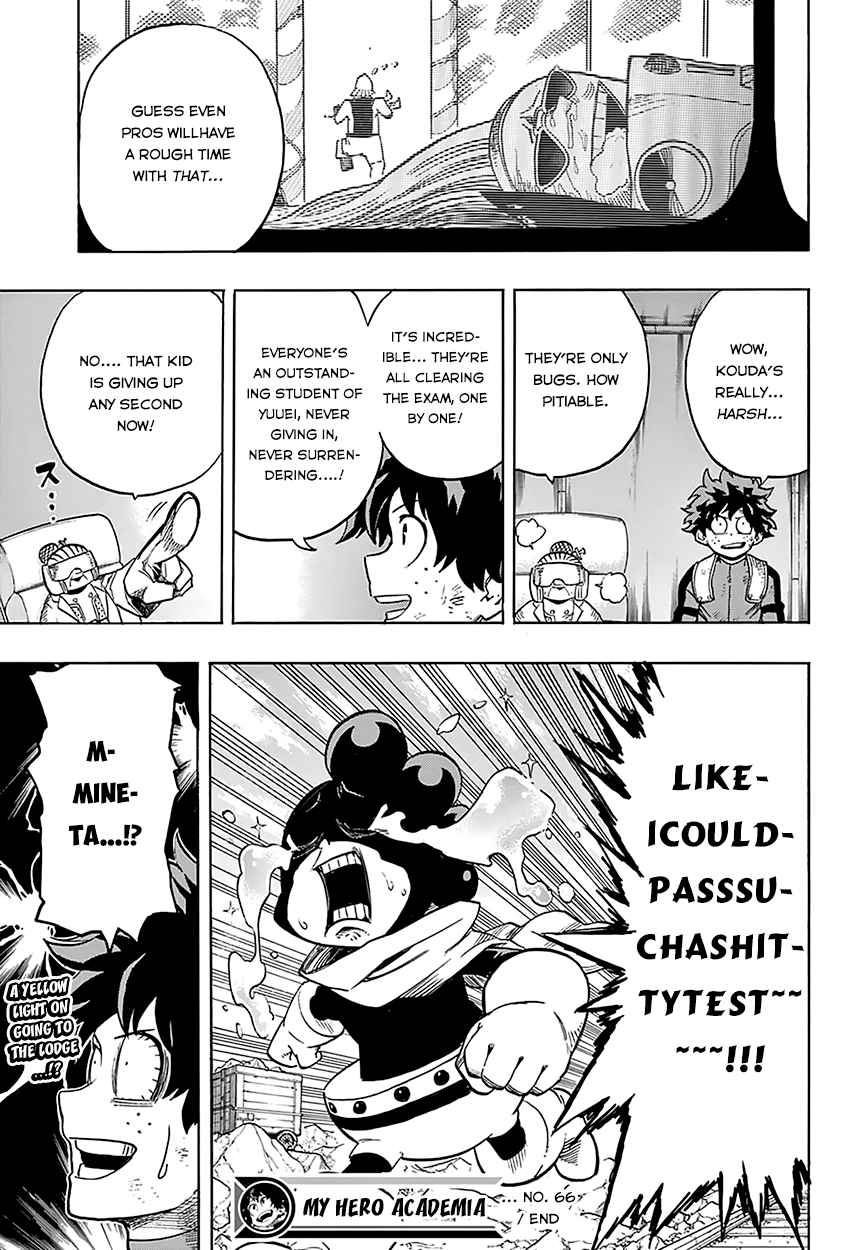 GUESS EVEN
PROS WILLHAVE
A ROUGH TIME
WITH THAT...
WOW,
KOUDA'S
REALLY...
HARSH...
THEY'RE ONLY
BUGS. HOW
PITIABLE.
IT'S INCRED-
IBLE... THEY'RE
ALL CLEARING
THE EXAM, ONE
BY ONE!
EVERYONE'S
AN OUTSTAND-
ING STUDENT OF
YUUEI, NEVER
GIVING IN,
NEVER SURREN-
DERING....!
NO.... THAT KID
IS GIVING UP
ANY SECOND
NOW!
ス...
LIKE-
ICOULD-
PASSSU-
CHASHIT-
TYTEST~~
~~~!!!
M-
MINE-
TA...!?
A YELLOW
LIGHT ON
GOING TO
THE LODGE
...!?
MY HERO ACADEMIA
... NO. 66
/ END